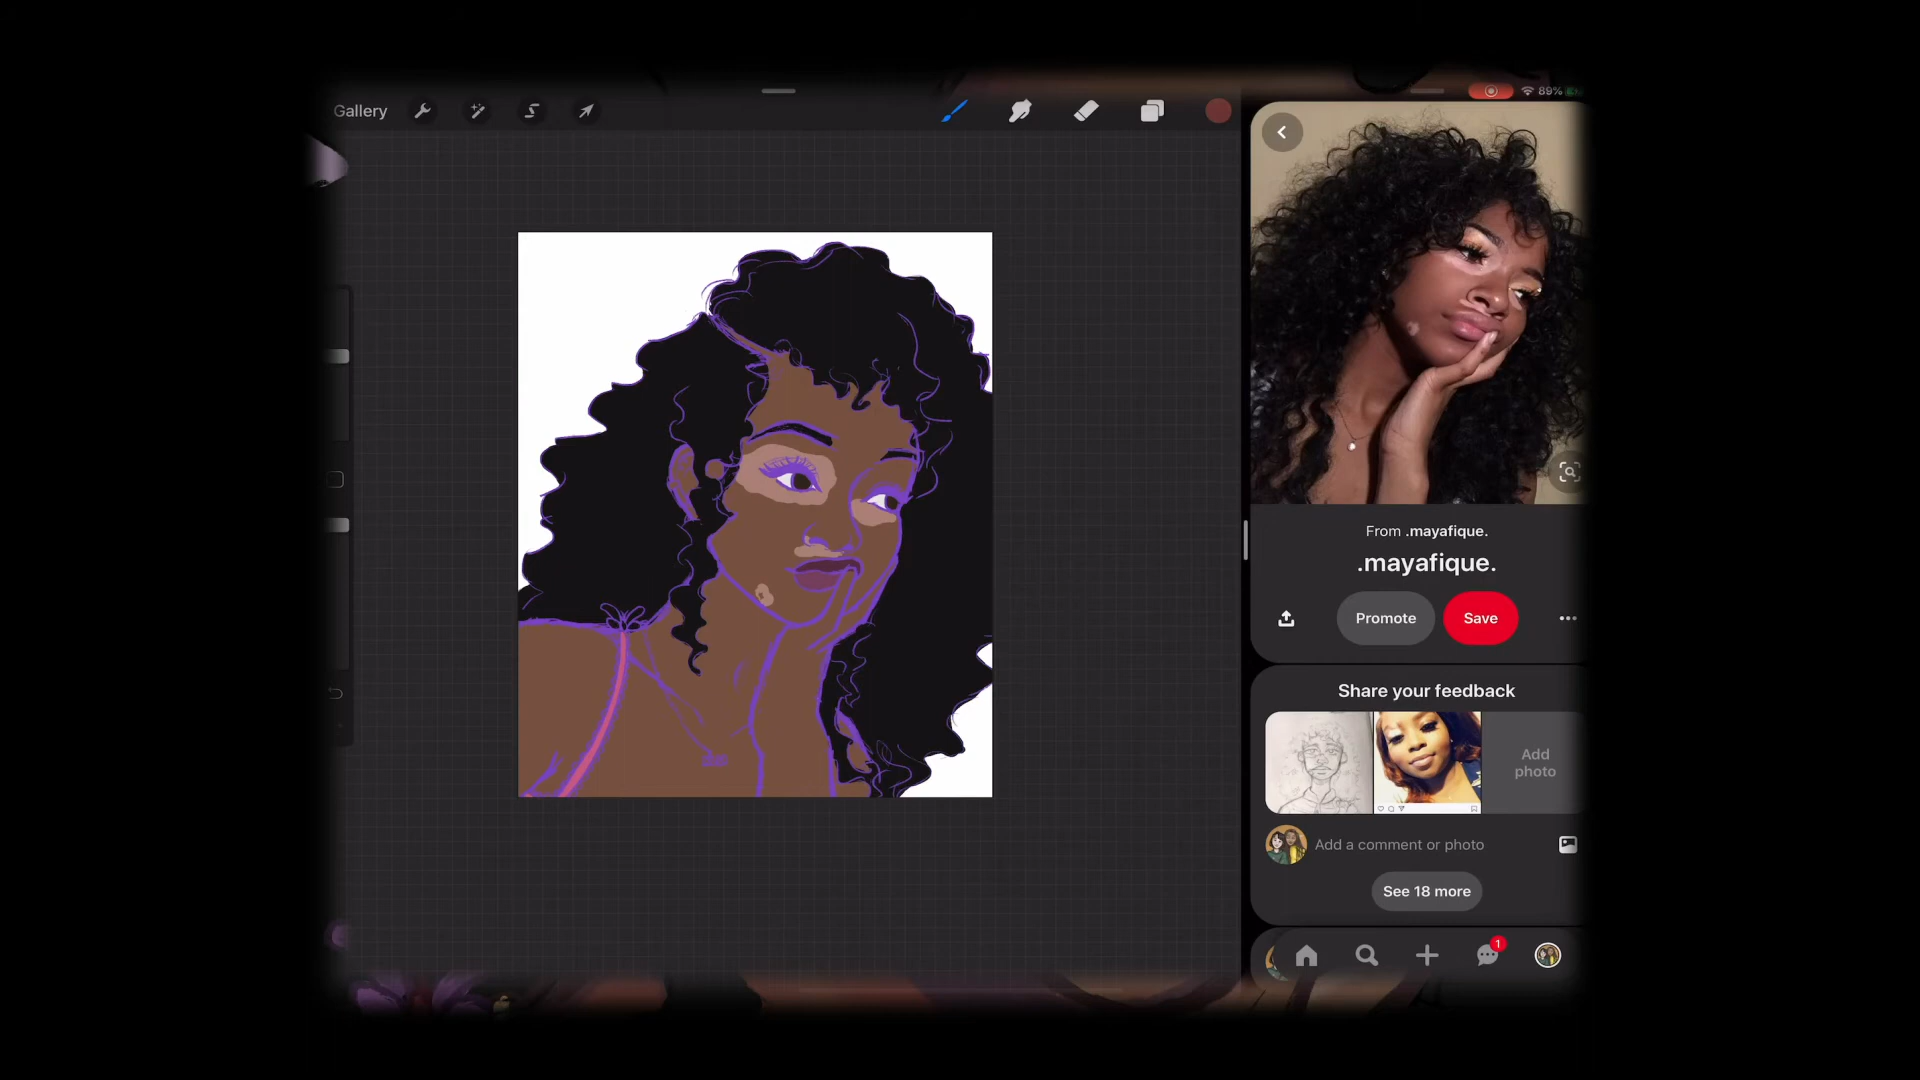 Gallery
89%
From .mayafique.
.mayafique.
Promote
Save
Share your feedback
Add
photo
Add a comment or photo
See 18 more
1